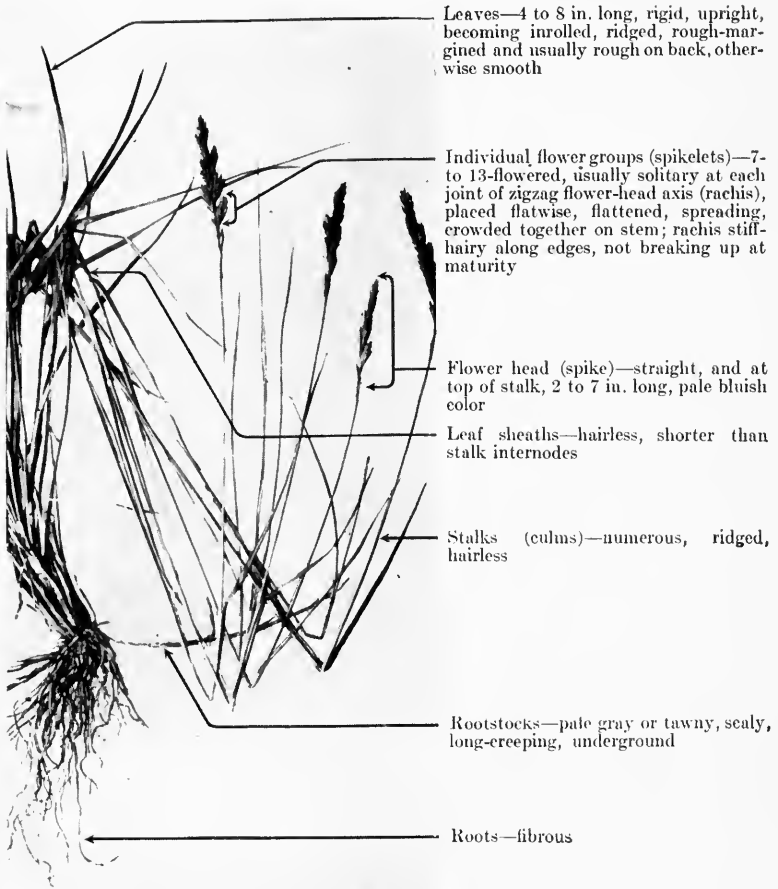 Leaves—4 to 8 in. long, rigid, upright,
becoming inrolled, ridged, rough-mar-
gined and usually rough on back, other-
wise smooth
Individual flower groups (spikelets)—7-
to 13-flowered, usually solitary at each
joint of zigzag flower-head axis (rachis),
placed flatwise, flattened, spreading,
crowded together on stem; rachis stiff-
hairy along edges, not breaking up at
maturity
Flower head (spike)—straight, and at
top of stalk, 2 to 7 in. long, pale bluish
color
Leaf sheaths—hairless, shorter than
stalk internodes
Stalks (culms)—numerous, ridged,
hairless
Rootstocks—pale gray or tawny, scaly,
long-creeping, underground
Roots—fibrous